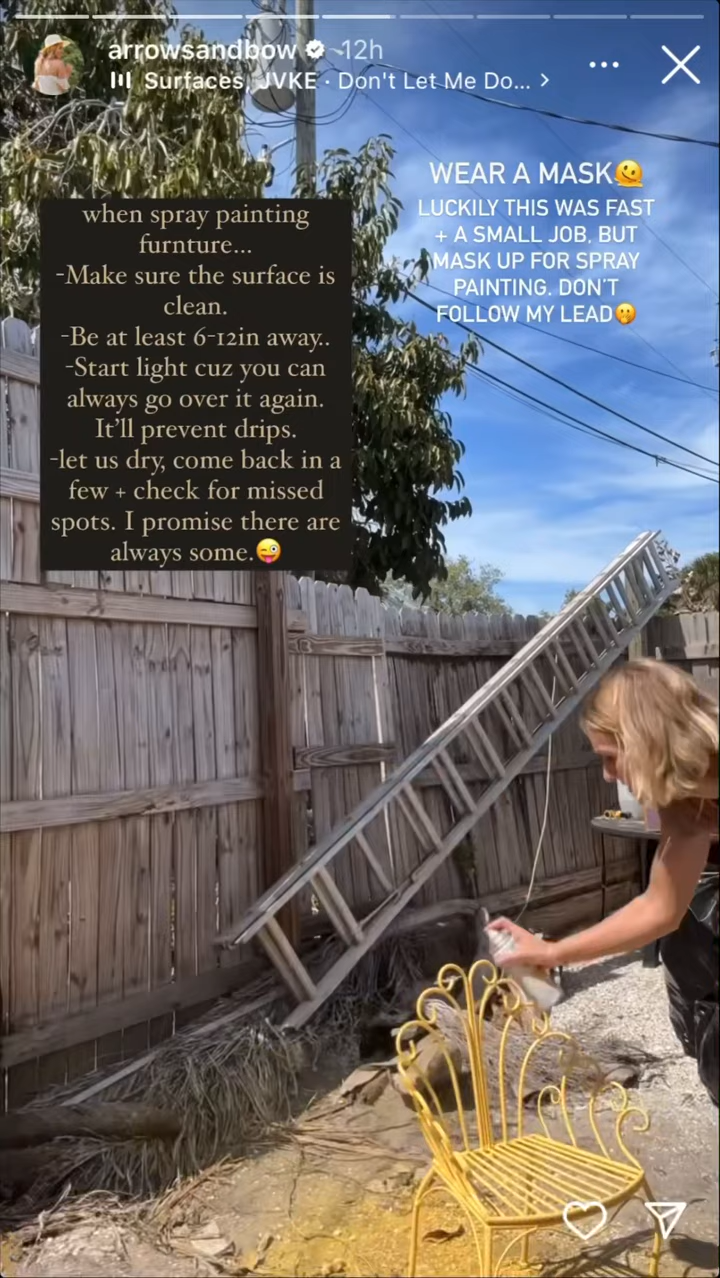 arrowsandbow 12h
Surfaces, JVKE · Don't Let Me Do... >
WEAR A MASK🫠
LUCKILY THIS WAS FAST
+ A SMALL JOB, BUT
MASK UP FOR SPRAY
PAINTING. DON'T
FOLLOW MY LEAD🤫
when spray painting
furnture...
-Make sure the surface is
clean.
-Be at least 6-12in away..
-Start light cuz you can
always go over it again.
It'll prevent drips.
-let us dry, come back in a
few + check for missed
spots. I promise there are
always some.😜